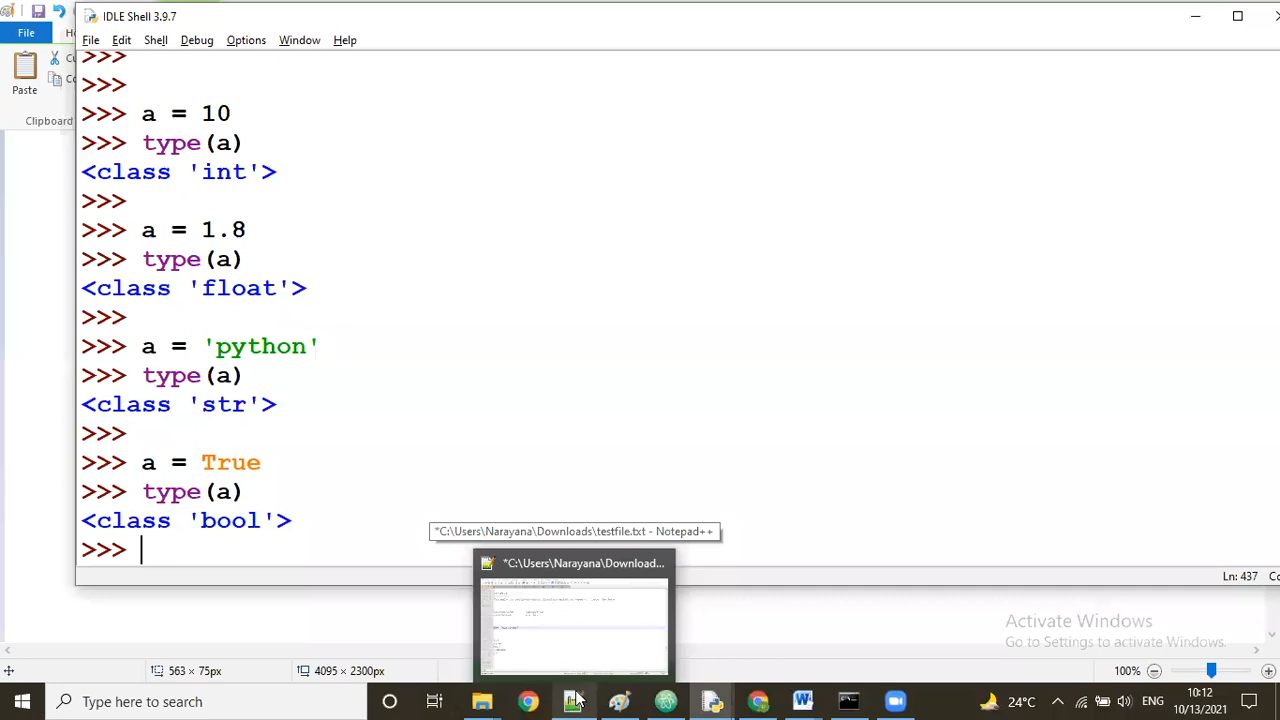 IDLE Shell 3.9.7
File
File Edit Shell Debug Options Window Help
Paste
Clipboard
>>>
>>>
>>> a = 10
>>> type(a)
<class 'int'>
>>>
>>> a = 1.8
>>> type(a)
<class 'float'>
>>>
>>> a = 'python'
>>> type(a)
<class 'str'>
>>>
>>> a = True
>>> type(a)
<class 'bool'>
>>>
*C:\Users\Narayana\Downloads\testfile.txt - Notepad++
*C:\Users\Narayana\Download...
Ln: 437
Activate Windows
Go to Settings to activate Windows.
563 × 75px
4095 × 2300px
100%
Type here to search
24°C
ENG
10:12
10/13/2021